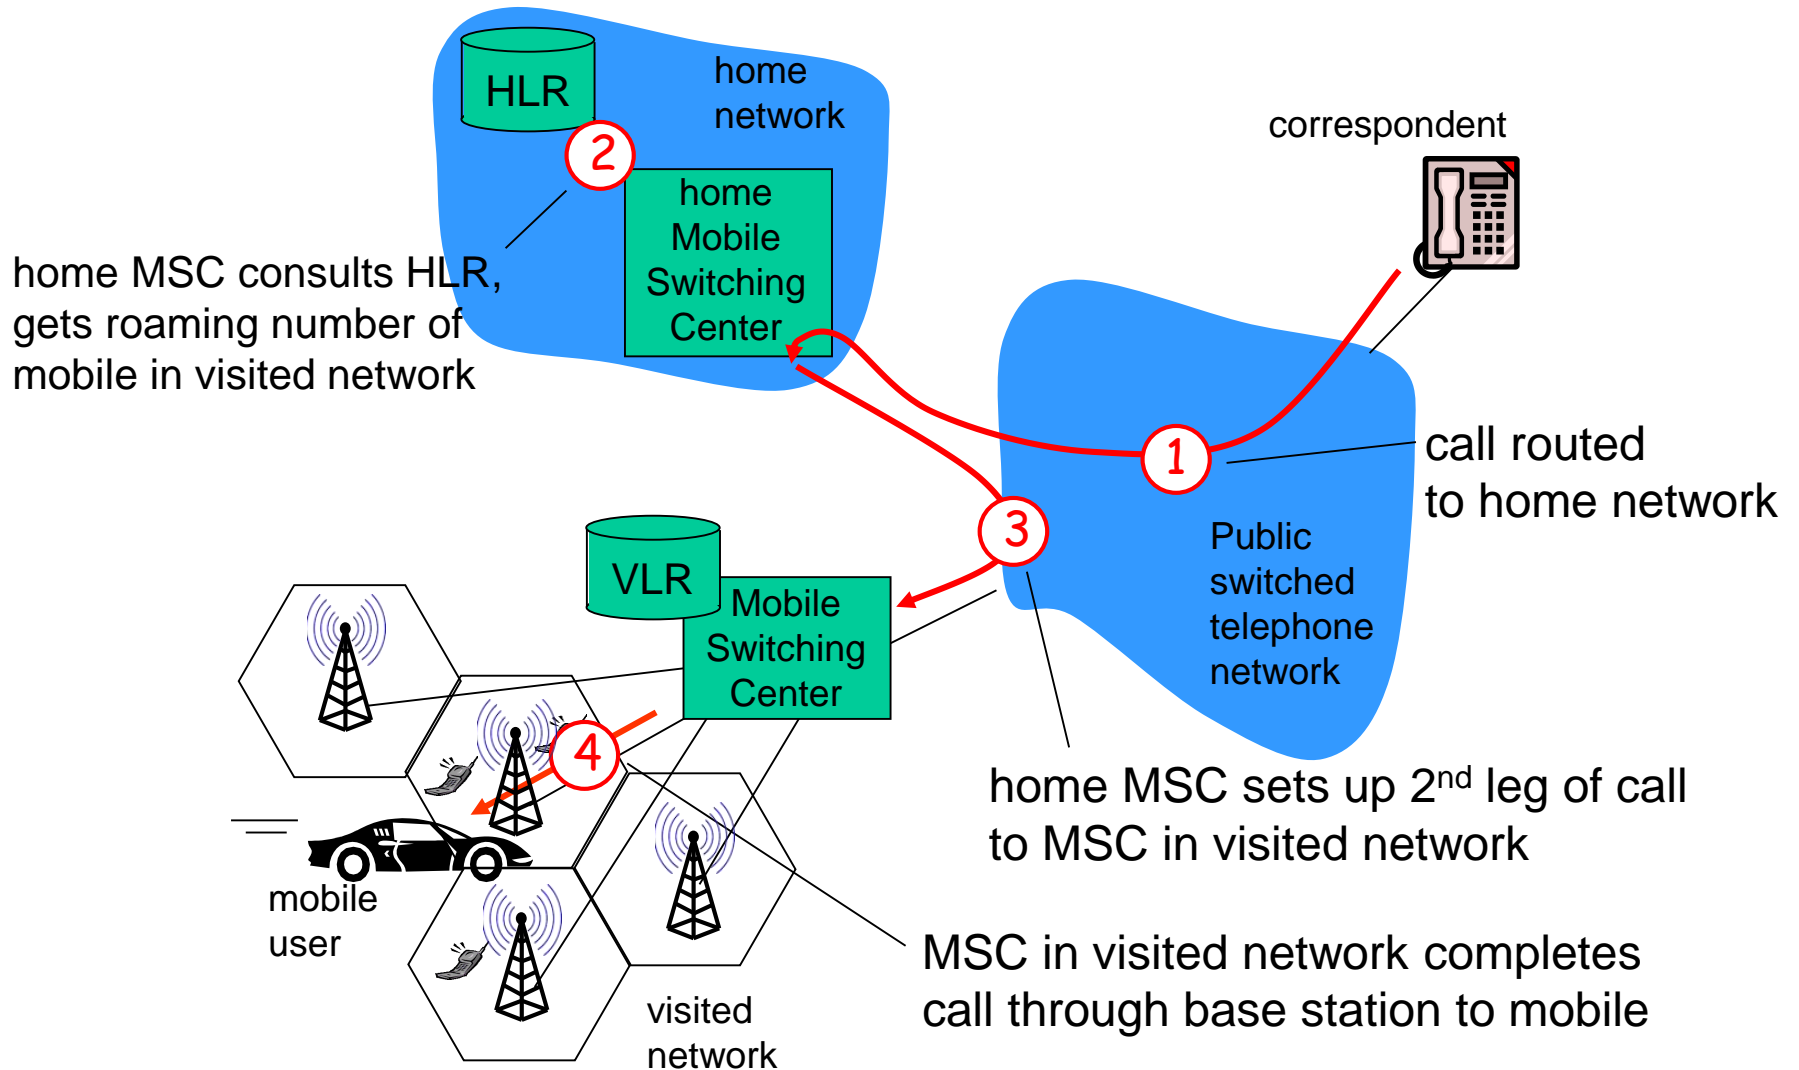 HLR
home
network
2
home
Mobile
Switching
Center
correspondent
home MSC consults HLR,
gets roaming number of
mobile in visited network
1
call routed
to home network
3
Public
switched
telephone
network
VLR
Mobile
Switching
Center
4
home MSC sets up 2nd leg of call
to MSC in visited network
mobile
user
MSC in visited network completes
call through base station to mobile
visited
network